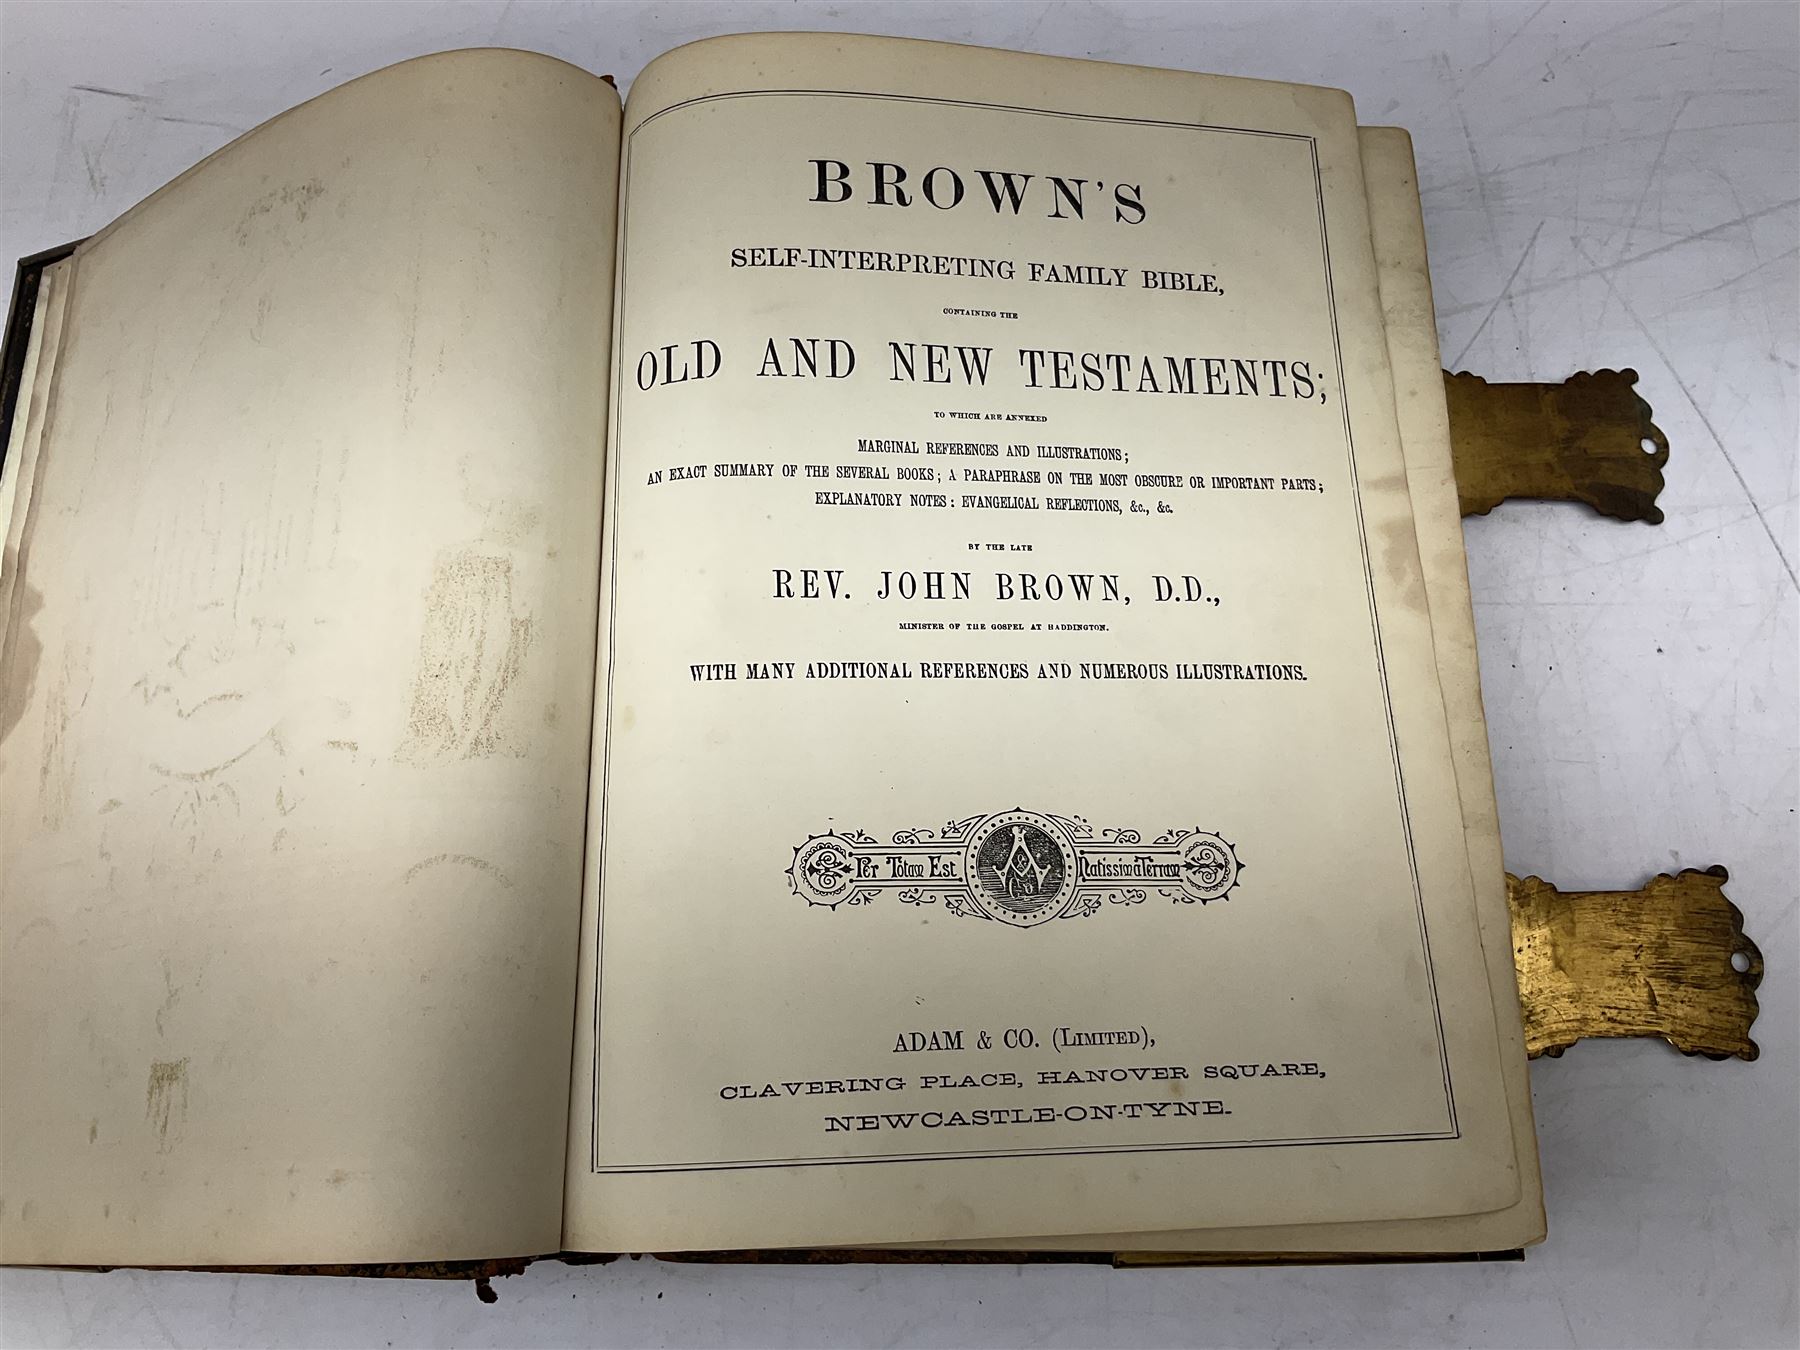 BROWN'S
SELF-INTERPRETING FAMILY BIBLE,
CONTAINING THE
OLD AND NEW TESTAMENTS;
TO WHICH ARE ANNEXED
MARGINAL REFERENCES AND ILLUSTRATIONS;
AN EXACT SUMMARY OF THE SEVERAL BOOKS; A PARAPHRASE ON THE MOST OBSCURE OR IMPORTANT PARTS;
EXPLANATORY NOTES: EVANGELICAL REFLECTIONS, &c., &c.
BY THE LATE
REV. JOHN BROWN, D.D.,
MINISTER OF THE GOSPEL AT HADDINGTON.
WITH MANY ADDITIONAL REFERENCES AND NUMEROUS ILLUSTRATIONS.
Per Totam Est Natissima Terram
ADAM & CO. (LIMITED),
CLAVERING PLACE, HANOVER SQUARE,
NEWCASTLE-ON-TYNE.